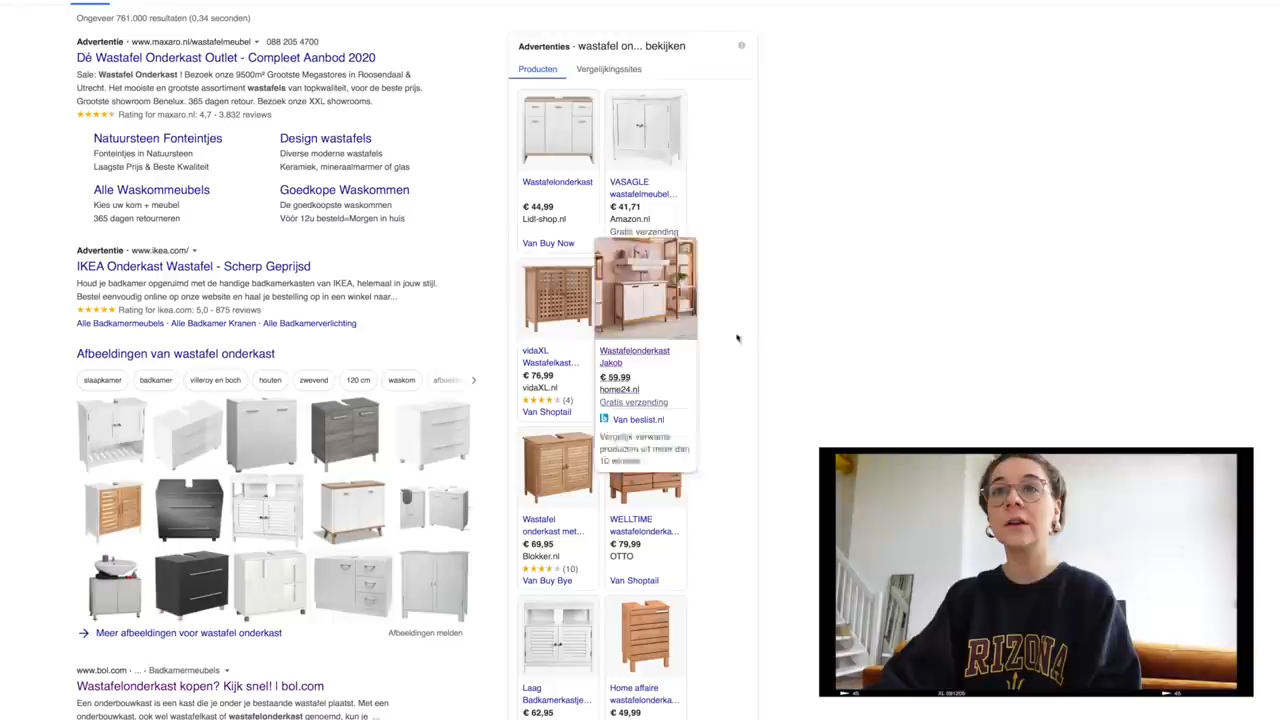 Ongeveer 761.000 resultaten (0,34 seconden)
Advertentie · www.maxaro.nl/wastafelmeubel 088 205 4700
Dé Wastafel Onderkast Outlet - Compleet Aanbod 2020
Sale: Wastafel Onderkast ! Bezoek onze 9500m² Grootste Megastores in Roosendaal &
Utrecht. Het mooiste en grootste assortiment wastafels van topkwaliteit, voor de beste prijs.
Grootste showroom Benelux. 365 dagen retour. Bezoek onze XXL showrooms.
Rating for maxaro.nl: 4,7 - 3.832 reviews
Natuursteen Fonteintjes
Fonteintjes in Natuursteen
Laagste Prijs & Beste Kwaliteit
Design wastafels
Diverse moderne wastafels
Keramiek, mineraalmarmer of glas
Alle Waskommeubels
Kies uw kom + meubel
365 dagen retourneren
Goedkope Waskommen
De goedkoopste waskommen
Vóór 12u besteld=Morgen in huis
Advertentie · www.ikea.com/
IKEA Onderkast Wastafel - Scherp Geprijsd
Houd je badkamer opgeruimd met de handige badkamerkasten van IKEA, helemaal in jouw stijl.
Bestel eenvoudig online op onze website en haal je bestelling op in een winkel naar...
Rating for ikea.com: 5,0 - 875 reviews
Alle Badkamermeubels · Alle Badkamer Kranen · Alle Badkamerverlichting
Afbeeldingen van wastafel onderkast
slaapkamer
badkamer
villeroy en boch
houten
zwevend
120 cm
waskom
Meer afbeeldingen voor wastafel onderkast
Afbeeldingen melden
www.bol.com › ... › Badkamermeubels
Wastafelonderkast kopen? Kijk snel! | bol.com
Een onderbouwkast is een kast die je onder je bestaande wastafel plaatst. Met een
onderbouwkast, ook wel wastafelkast of wastafelonderkast genoemd, kun je ...
Advertenties · wastafel on... bekijken
Producten
Vergelijkingssites
Wastafelonderkast
€ 44,99
Lidl-shop.nl
Van Buy Now
VASAGLE
wastafelmeubel...
€ 41,71
Amazon.nl
Gratis verzending
vidaXL
Wastafelkast...
€ 76,99
vidaXL.nl
(4)
Van Shoptail
Wastafelonderkast
Jakob
€ 59,99
home24.nl
Gratis verzending
Van beslist.nl
Wastafel
onderkast met...
€ 69,95
Blokker.nl
(10)
Van Buy Bye
WELLTIME
wastafelonderka...
€ 79,99
OTTO
Van Shoptail
Laag
Badkamerkastje...
€ 62,95
Home affaire
wastafelonderka...
€ 49,99
RIZONA